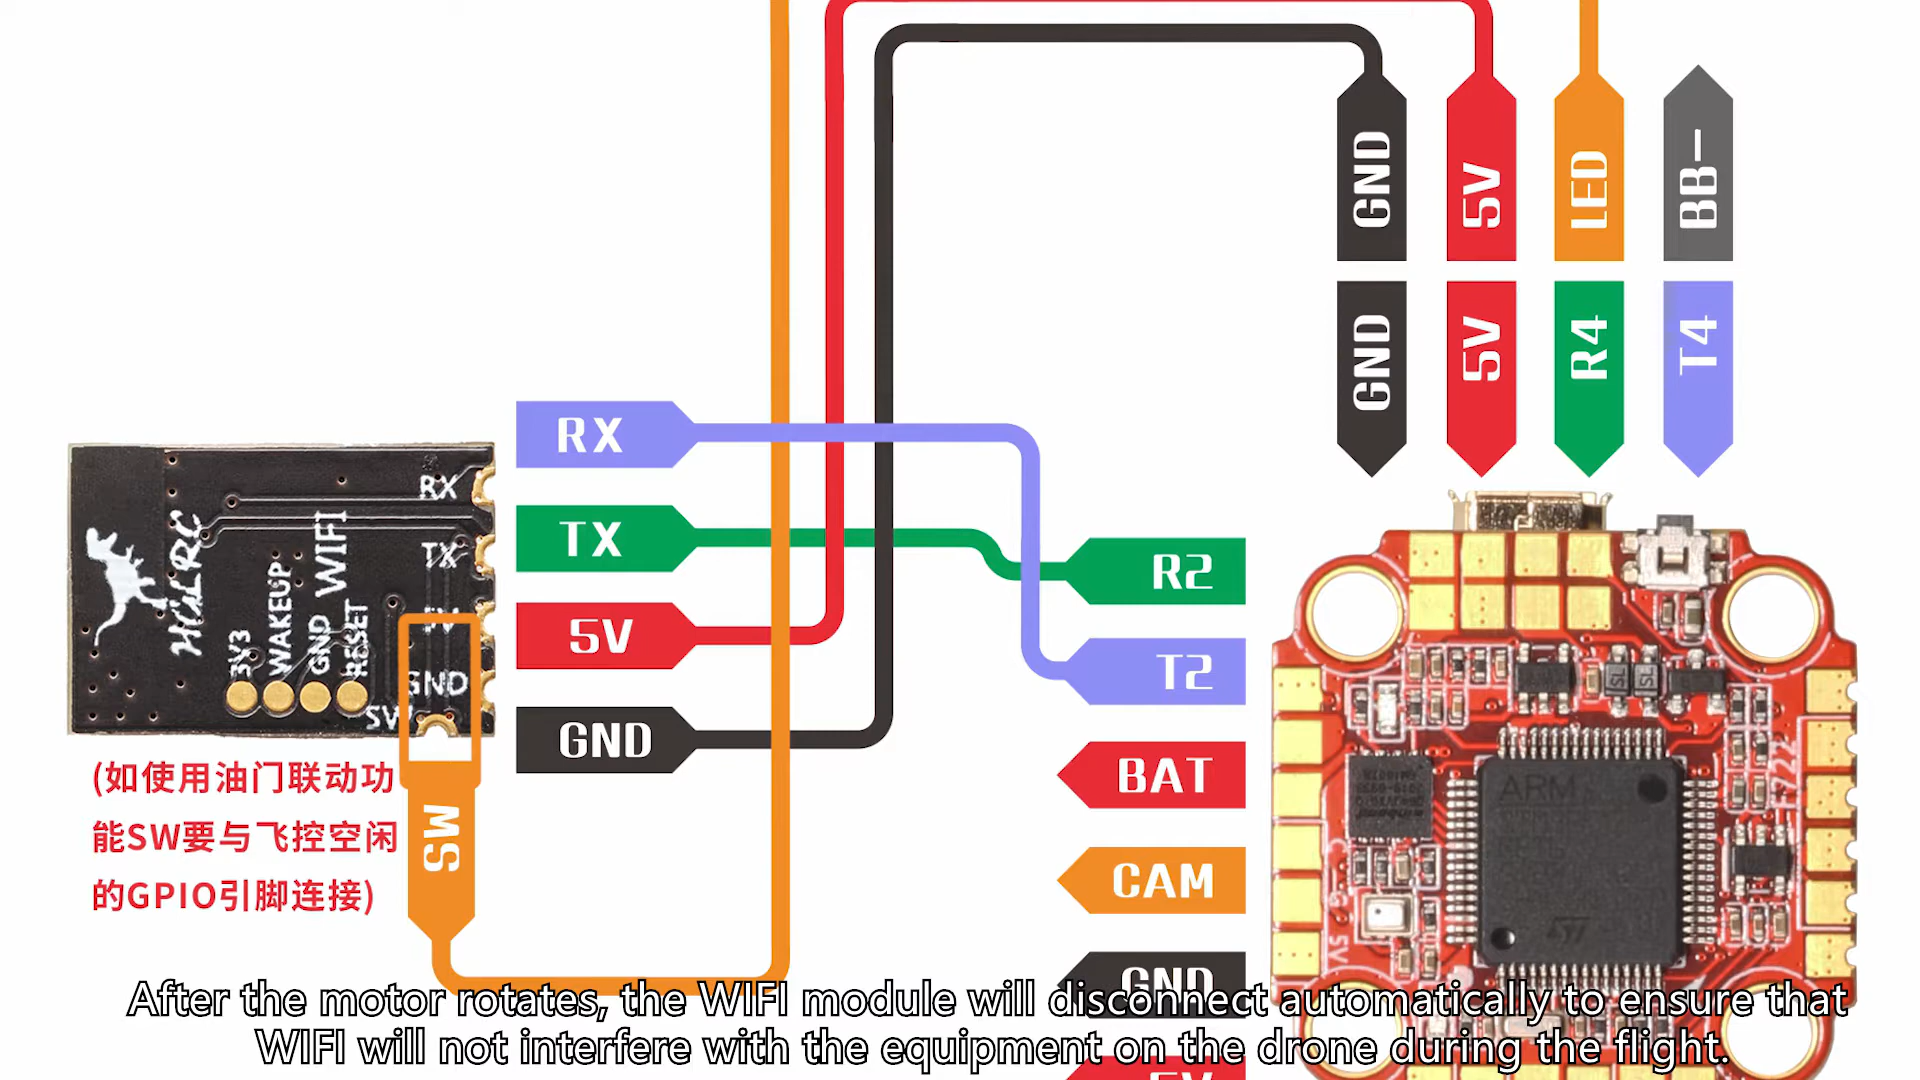 GND
5V
LED
BB-
GND
5V
R4
T4
RX
TX
5V
GND
R2
T2
BAT
CAM
GND
5V
RX
TX
5V
GND
SW
HGLRC
WIFI
3V3
WAKEUP
GND
RESET
SW
(如使用油门联动功
能SW要与飞控空闲
的GPIO引脚连接)
ARM
After the motor rotates, the WIFI module will disconnect automatically to ensure that
WIFI will not interfere with the equipment on the drone during the flight.